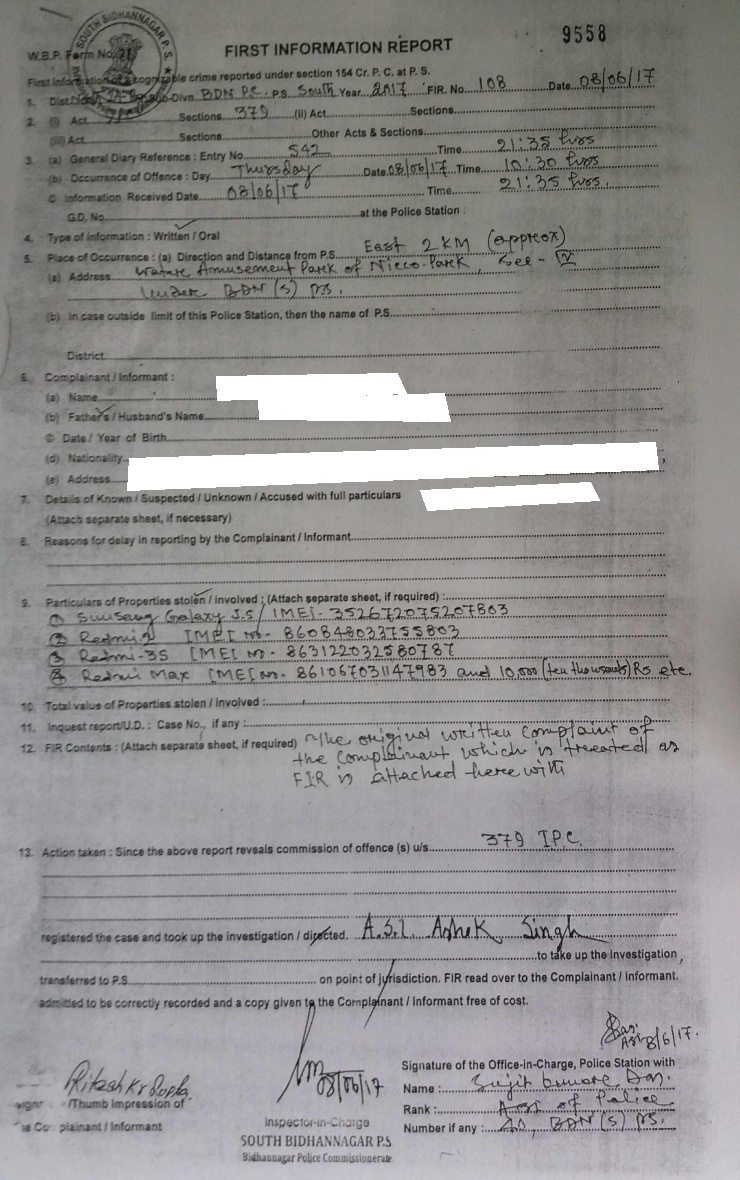 SOUTH BIDHANNAGAR P.S.
9558
W.B.P. Form No.
FIRST INFORMATION REPORT
First Information of a cognizable crime reported under section 154 Cr. P. C. at P. S.
1. Dist. Sub-Divn. BDN P.C. P.S. South Year 2017 FIR. No. 108 Date 08/06/17
2. (i) Act Sections 379 (ii) Act Sections
(iii) Act Sections Other Acts & Sections
3. (a) General Diary Reference : Entry No. 542 Time 21:35 hrs
(b) Occurrence of Offence : Day Thursday Date 08/06/17 Time 10:30 hrs
© Information Received Date 08/06/17 Time 21:35 hrs.
G.D. No. at the Police Station :
4. Type of information : Written / Oral
5. Place of Occurrence : (a) Direction and Distance from P.S. East 2 KM (approx)
(a) Address Watare Amusement Park of Nicco-Park, See - IV
Under BDN (S) PS.
(b) In case outside limit of this Police Station, then the name of P.S.
District
6. Complainant / Informant :
(a) Name
(b) Father's / Husband's Name
© Date / Year of Birth
(d) Nationality
(e) Address
7. Details of Known / Suspected / Unknown / Accused with full particulars
(Attach separate sheet, if necessary)
8. Reasons for delay in reporting by the Complainant / Informant
9. Particulars of Properties stolen / involved : (Attach separate sheet, if required) :
① Galaxy J.5/ IMEI- 352672075207803
② Redmi-2 IMEI No- 860848033755803
③ Redmi-3S IMEI No- 863122032580787
④ Redmi Max IMEI no- 861067031147983 and 10,000 (ten thousands) Rs etc.
10. Total value of Properties stolen / involved :
11. Inquest report/U.D. : Case No., if any :
12. FIR Contents : (Attach separate sheet, if required) The original written complaint of
the complainant which is treated as
FIR is attached here with
13. Action taken : Since the above report reveals commission of offence (s) u/s. 379 IPC
registered the case and took up the investigation / directed. A.S.I. Ashok Singh
to take up the investigation,
transferred to P.S. on point of jurisdiction. FIR read over to the Complainant / Informant.
admitted to be correctly recorded and a copy given to the Complainant / Informant free of cost.
8/6/17.
Signature of the Office-in-Charge, Police Station with
Ritesh Kr Gupta
08/06/17
Name : Sujit Kumare Das.
/Thumb Impression of
Rank : Asi of Police
Complainant / Informant
Number if any : BDN (S) PS.
Inspector-in-Charge
SOUTH BIDHANNAGAR P.S
Bidhannagar Police Commissionerate